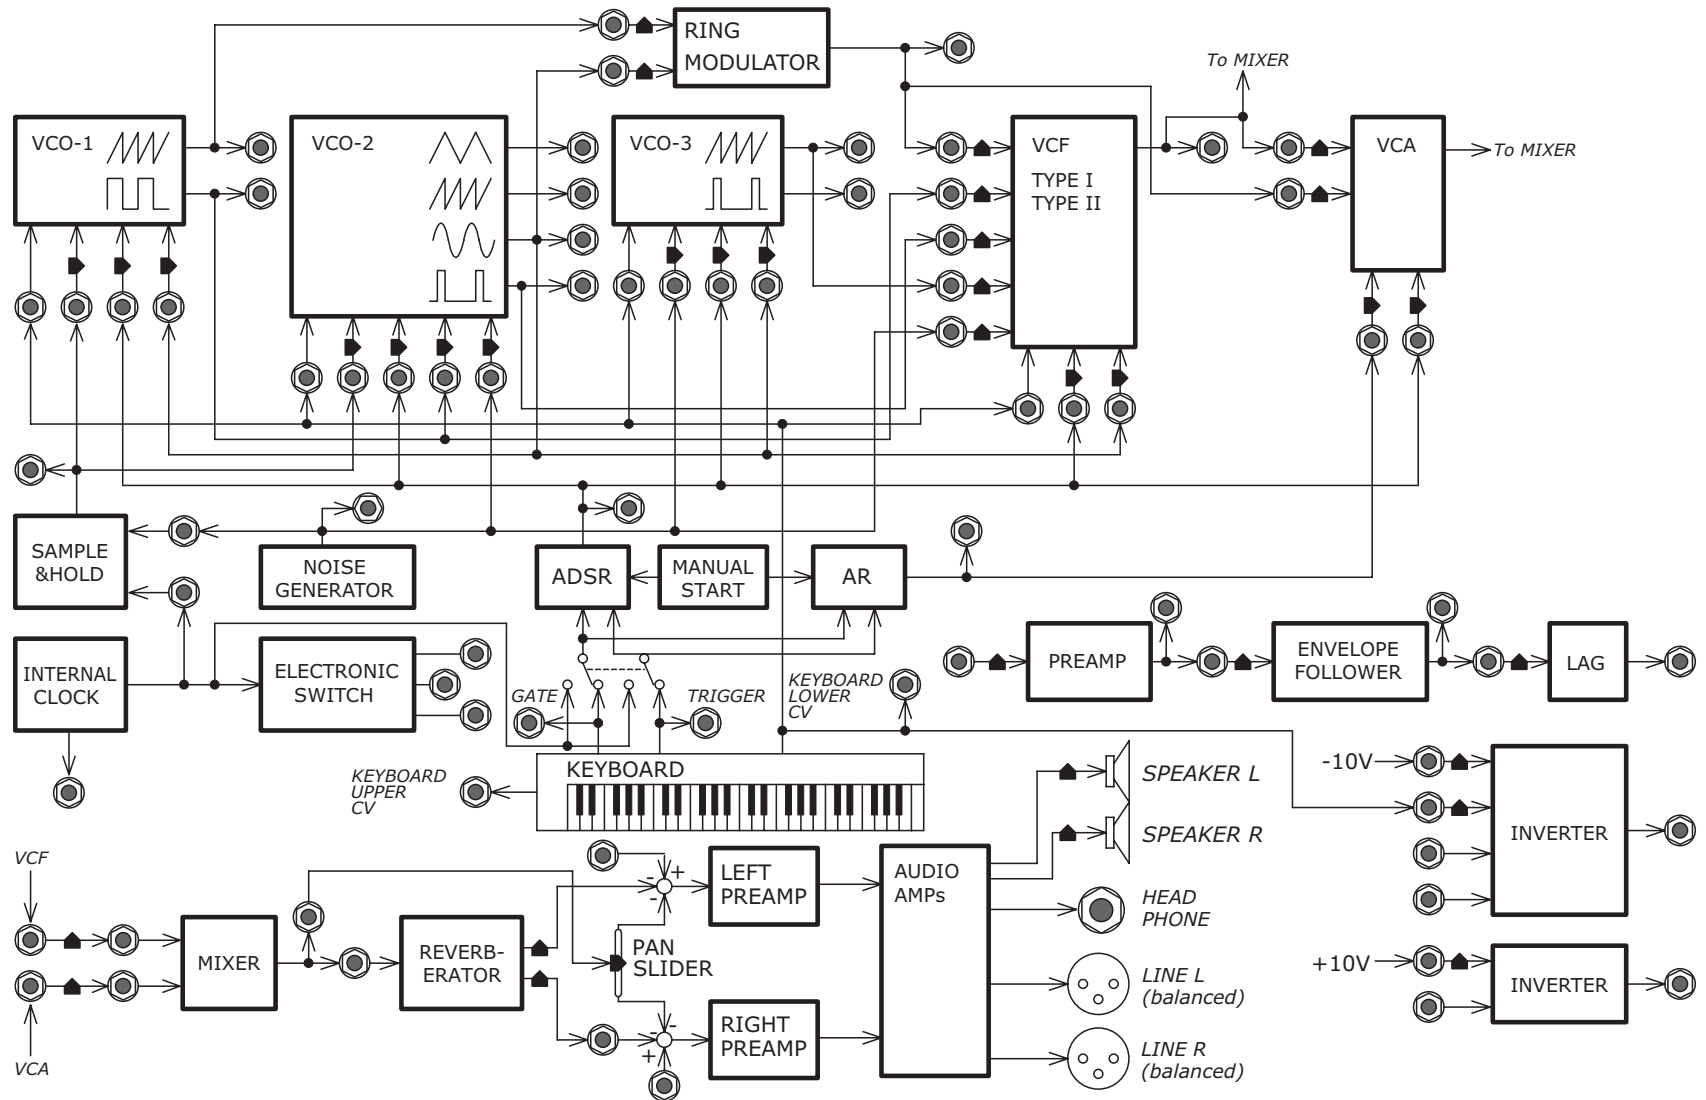 RING
MODULATOR
To MIXER
VCO-1
VCO-2
VCO-3
VCF
TYPE I
TYPE II
VCA
To MIXER
SAMPLE
&HOLD
NOISE
GENERATOR
ADSR
MANUAL
START
AR
INTERNAL
CLOCK
ELECTRONIC
SWITCH
GATE
TRIGGER
KEYBOARD
LOWER
CV
PREAMP
ENVELOPE
FOLLOWER
LAG
KEYBOARD
UPPER
CV
KEYBOARD
SPEAKER L
SPEAKER R
-10V
INVERTER
+10V
INVERTER
VCF
VCA
MIXER
REVERB-
ERATOR
PAN
SLIDER
+
-
-
LEFT
PREAMP
-
-
+
RIGHT
PREAMP
AUDIO
AMPs
HEAD
PHONE
LINE L
(balanced)
LINE R
(balanced)